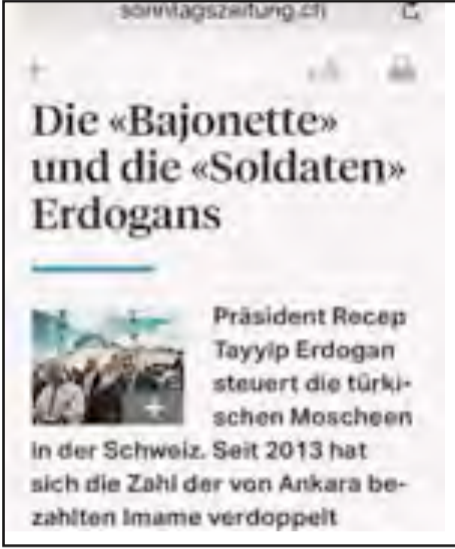 sonntagszeitung.ch
Die «Bajonette»
und die «Soldaten»
Erdogans
Präsident Recep
Tayyip Erdogan
steuert die türki-
schen Moscheen
in der Schweiz. Seit 2013 hat
sich die Zahl der von Ankara be-
zahlten Imame verdoppelt